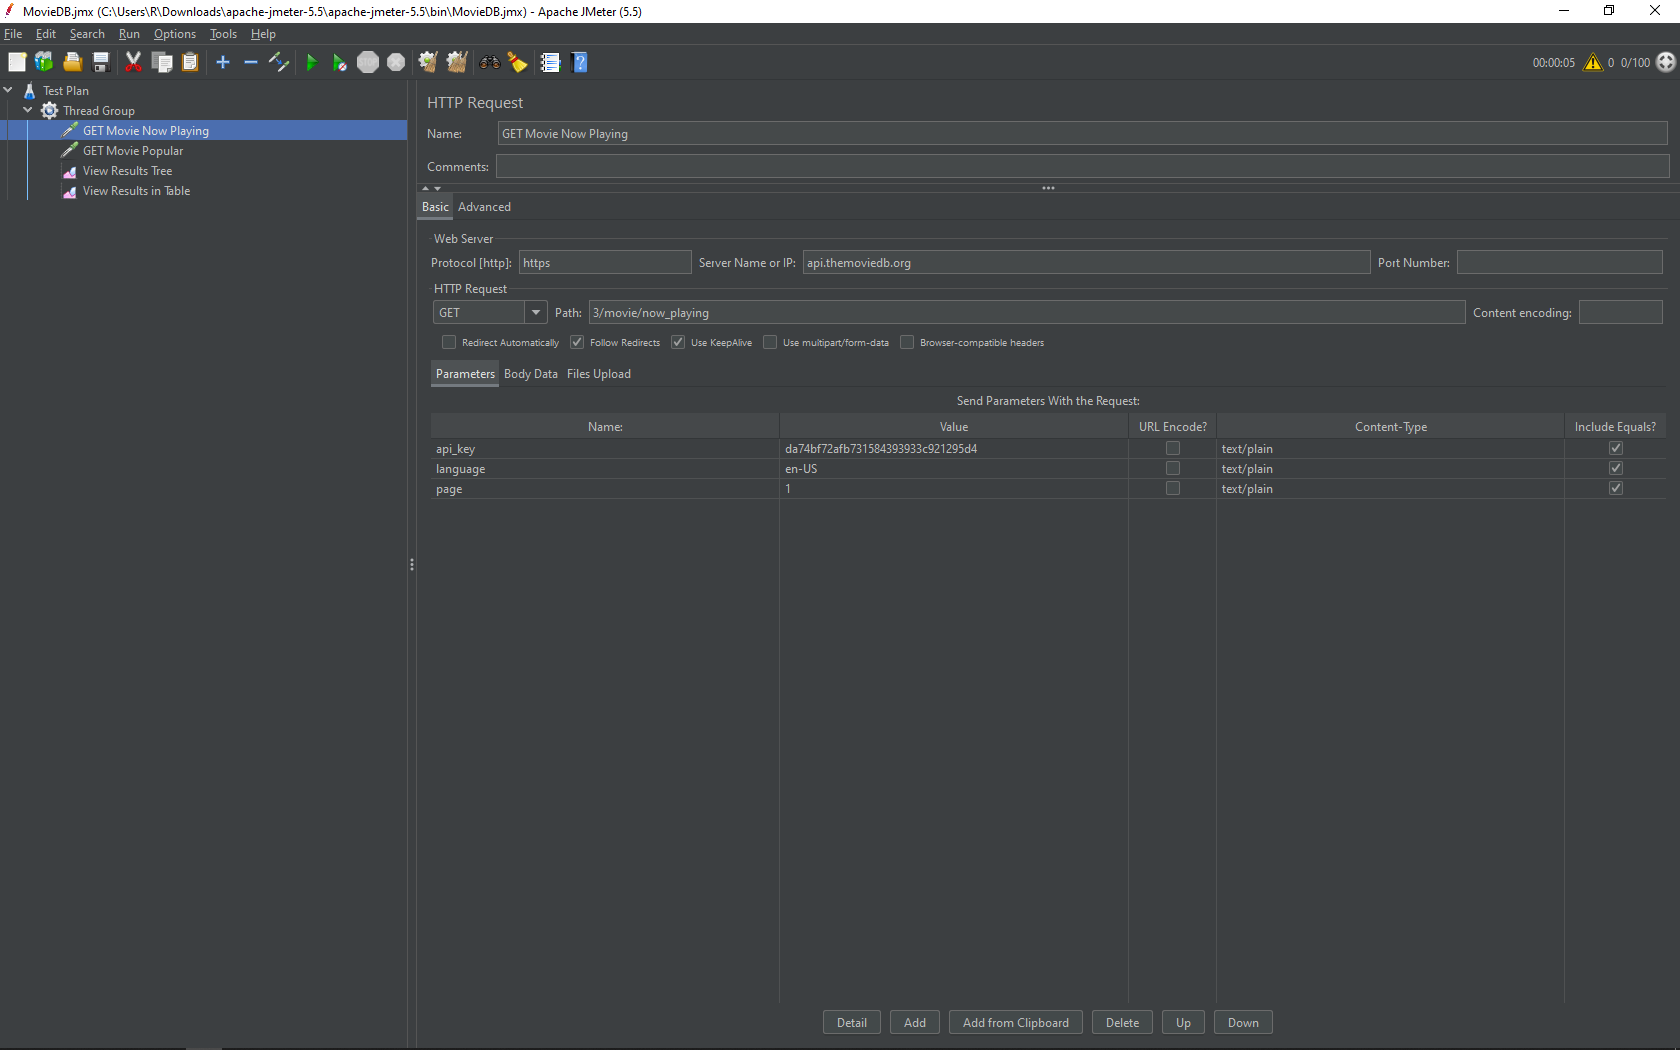 MovieDB.jmx (C:\Users\R\Downloads\apache-jmeter-5.5\apache-jmeter-5.5\bin\MovieDB.jmx) - Apache JMeter (5.5)
File Edit Search Run Options Tools Help
STOP 00:00:05 0 0/100
Test Plan
Thread Group
GET Movie Now Playing
GET Movie Popular
View Results Tree
View Results in Table
HTTP Request
Name: GET Movie Now Playing
Comments:
Basic Advanced
Web Server
Protocol [http]: https Server Name or IP: api.themoviedb.org Port Number:
HTTP Request
GET Path: 3/movie/now_playing Content encoding:
Redirect Automatically Follow Redirects Use KeepAlive Use multipart/form-data Browser-compatible headers
Parameters Body Data Files Upload
Send Parameters With the Request:
Name: Value URL Encode? Content-Type Include Equals?
api_key da74bf72afb731584393933c921295d4 text/plain
language en-US text/plain
page 1 text/plain
Detail Add Add from Clipboard Delete Up Down